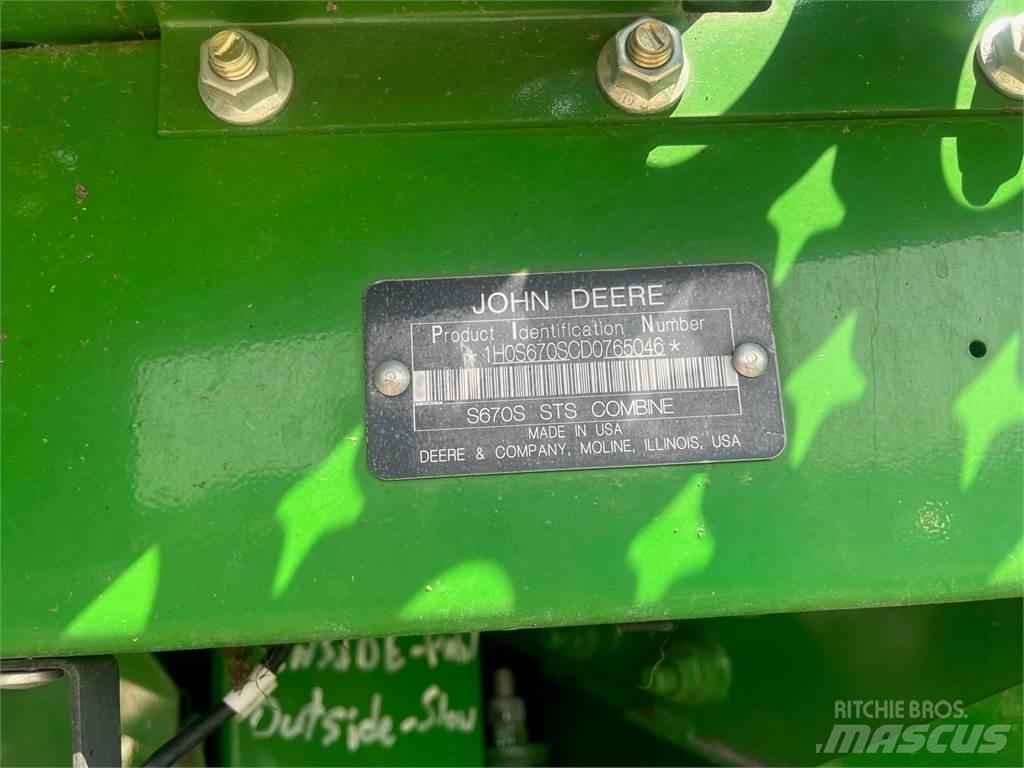 JOHN DEERE
Product Identification Number
*1H0S670SCD0765046*
S670S STS COMBINE
MADE IN USA
DEERE & COMPANY, MOLINE, ILLINOIS, USA
Outside-Slow
RITCHIE BROS.
MASCUS